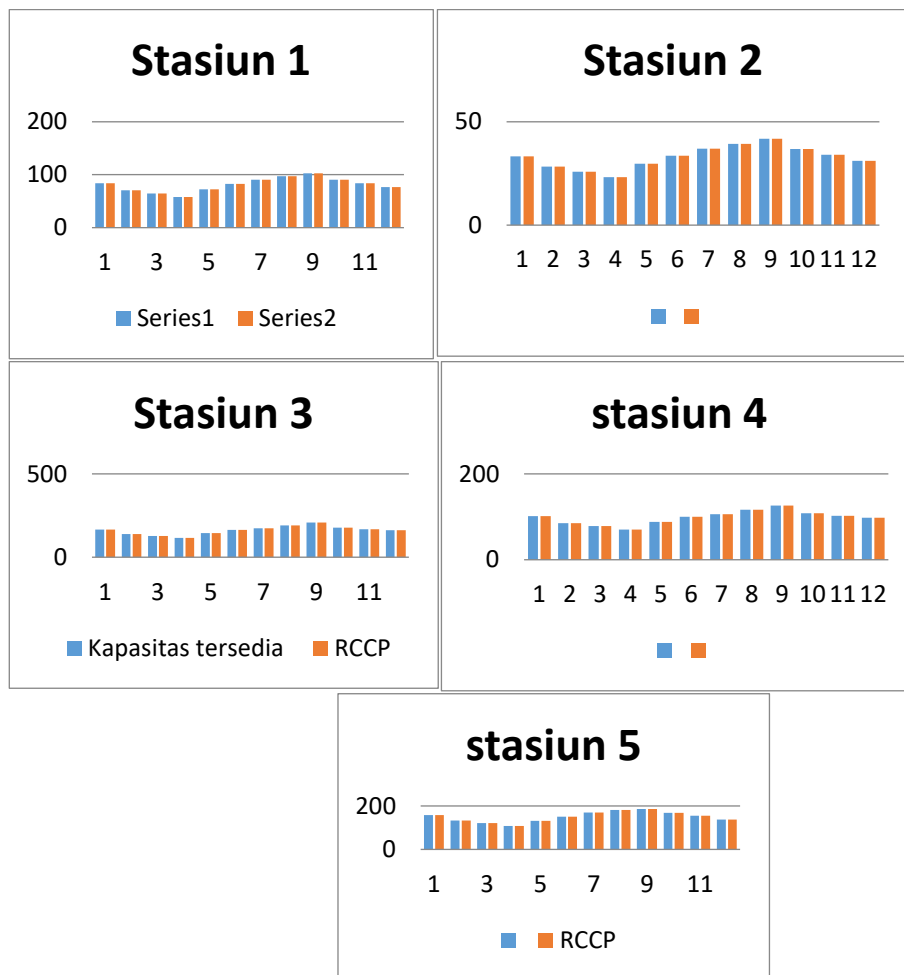 Stasiun 1
200
100
0
1 3 5 7 9 11
Series1 Series2
Stasiun 2
50
0
1 2 3 4 5 6 7 8 9 10 11 12
Stasiun 3
500
0
1 3 5 7 9 11
Kapasitas tersedia RCCP
stasiun 4
200
0
1 2 3 4 5 6 7 8 9 10 11 12
stasiun 5
200
0
1 3 5 7 9 11
RCCP